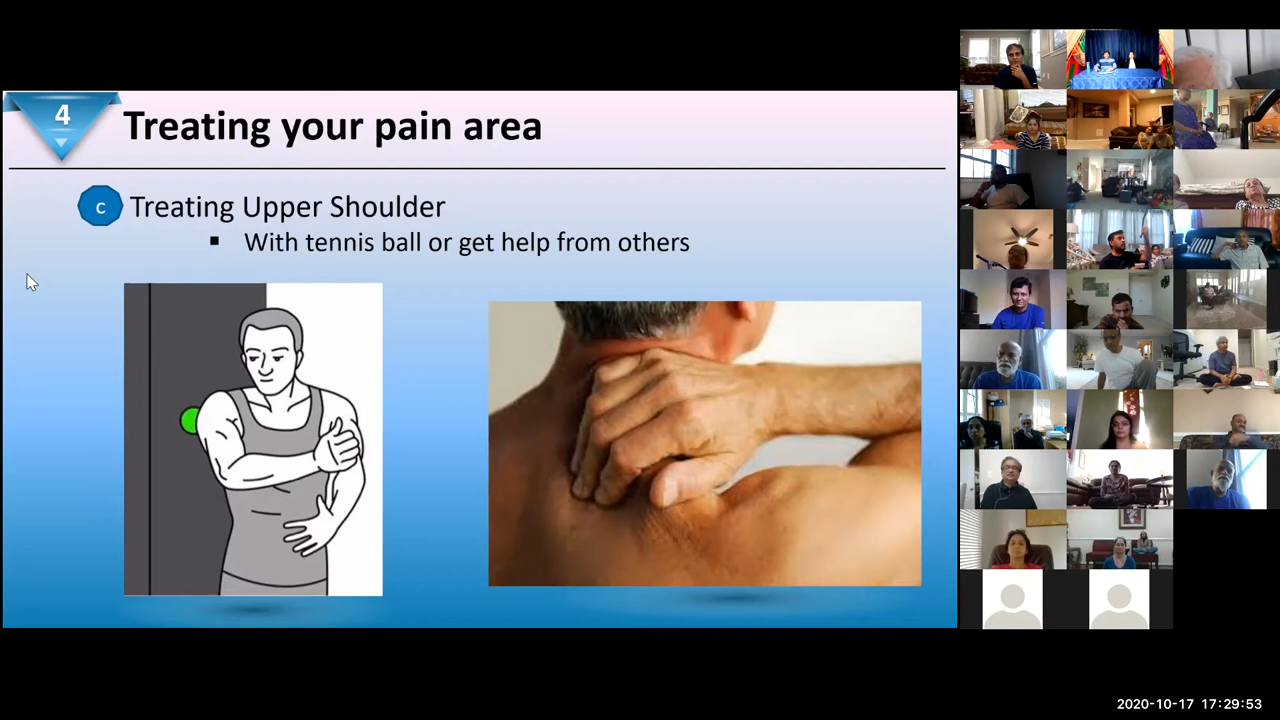 4
Treating your pain area
c
Treating Upper Shoulder
With tennis ball or get help from others
2020-10-17 17:29:53